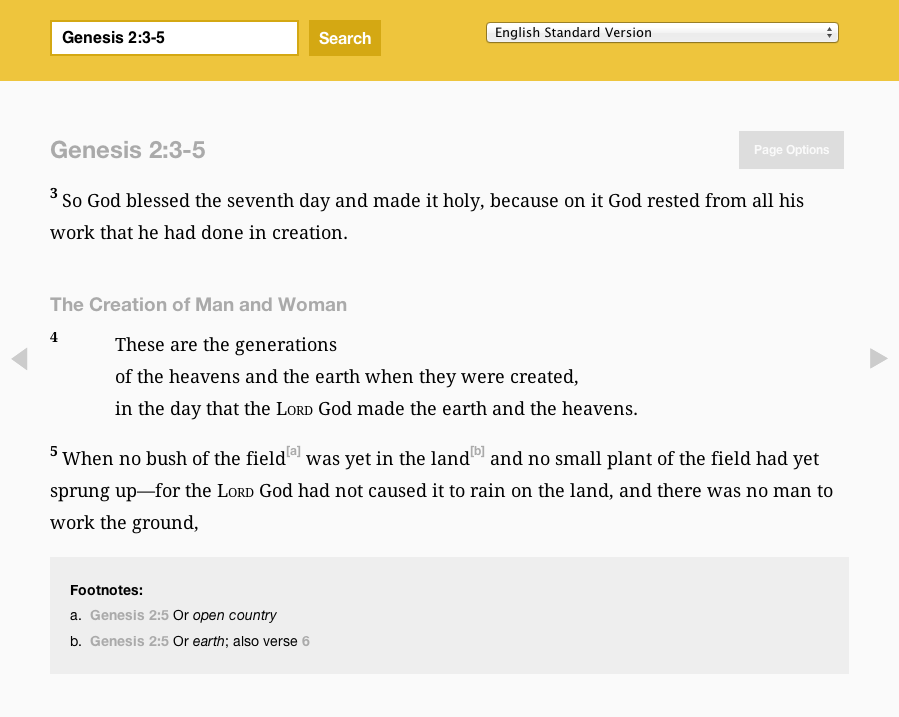 Genesis 2:3-5
Search
English Standard Version
Genesis 2:3-5
Page Options
3 So God blessed the seventh day and made it holy, because on it God rested from all his
work that he had done in creation.
The Creation of Man and Woman
4
These are the generations
of the heavens and the earth when they were created,
in the day that the LORD God made the earth and the heavens.
5 When no bush of the field[a] was yet in the land[b] and no small plant of the field had yet
sprung up—for the LORD God had not caused it to rain on the land, and there was no man to
work the ground,
Footnotes:
a. Genesis 2:5 Or open country
b. Genesis 2:5 Or earth; also verse 6